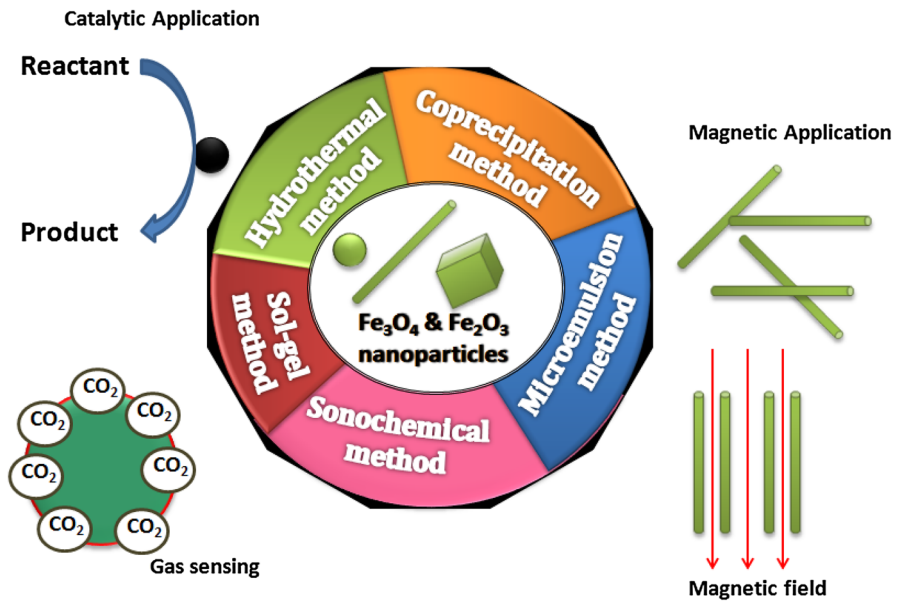 Catalytic Application
Reactant
Product
Hydrothermal
method
Coprecipitation
method
Microemulsion
method
Sonochemical
method
Sol-gel
method
Fe₃O₄ & Fe₂O₃
nanoparticles
Magnetic Application
Magnetic field
CO₂
CO₂
CO₂
CO₂
CO₂
CO₂
CO₂
Gas sensing